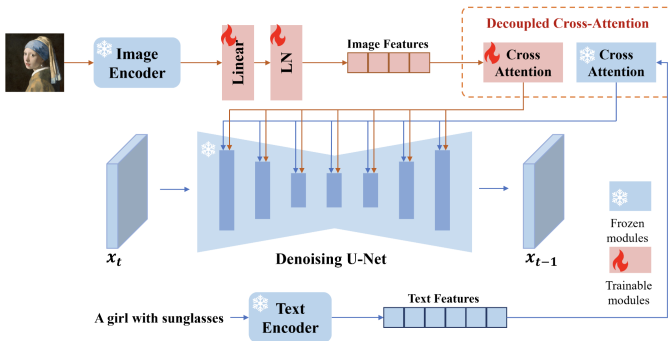 Decoupled Cross-Attention
Image
Encoder
Linear
LN
Image Features
Cross
Attention
Cross
Attention
x_t
Denoising U-Net
x_{t-1}
Frozen
modules
Trainable
modules
A girl with sunglasses
Text
Encoder
Text Features